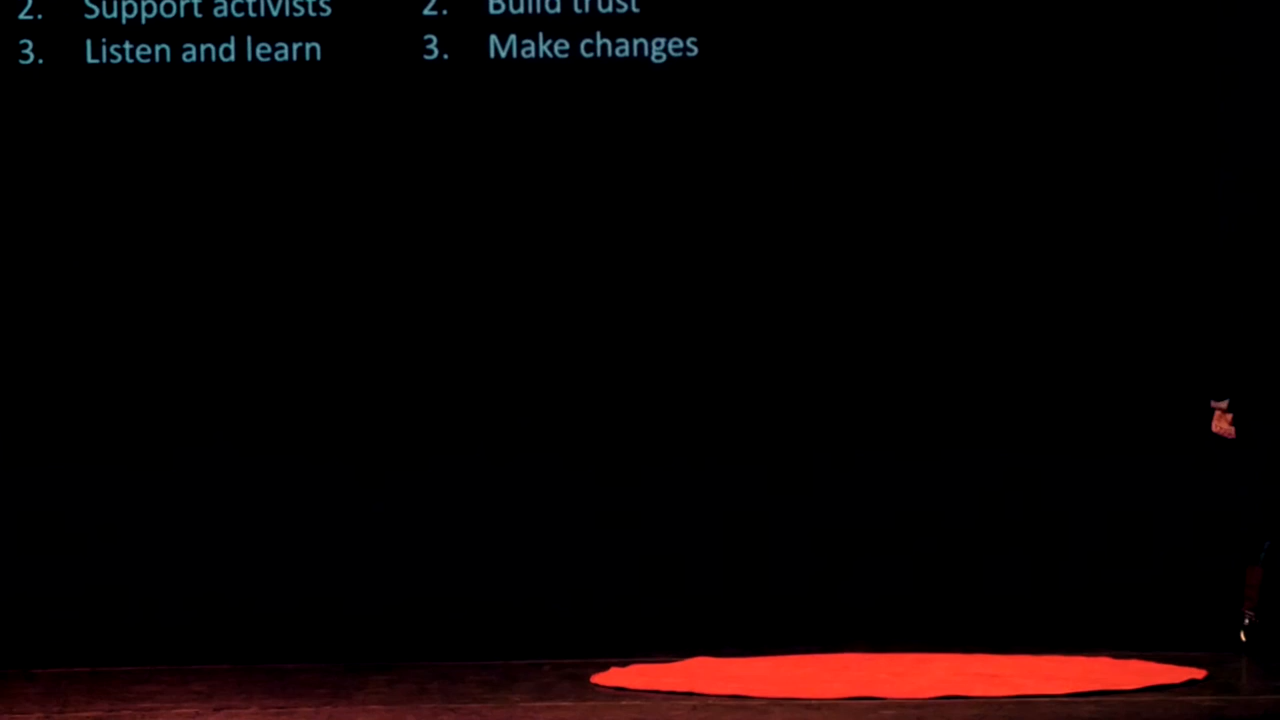 2. Support activists
3. Listen and learn
2. Build trust
3. Make changes